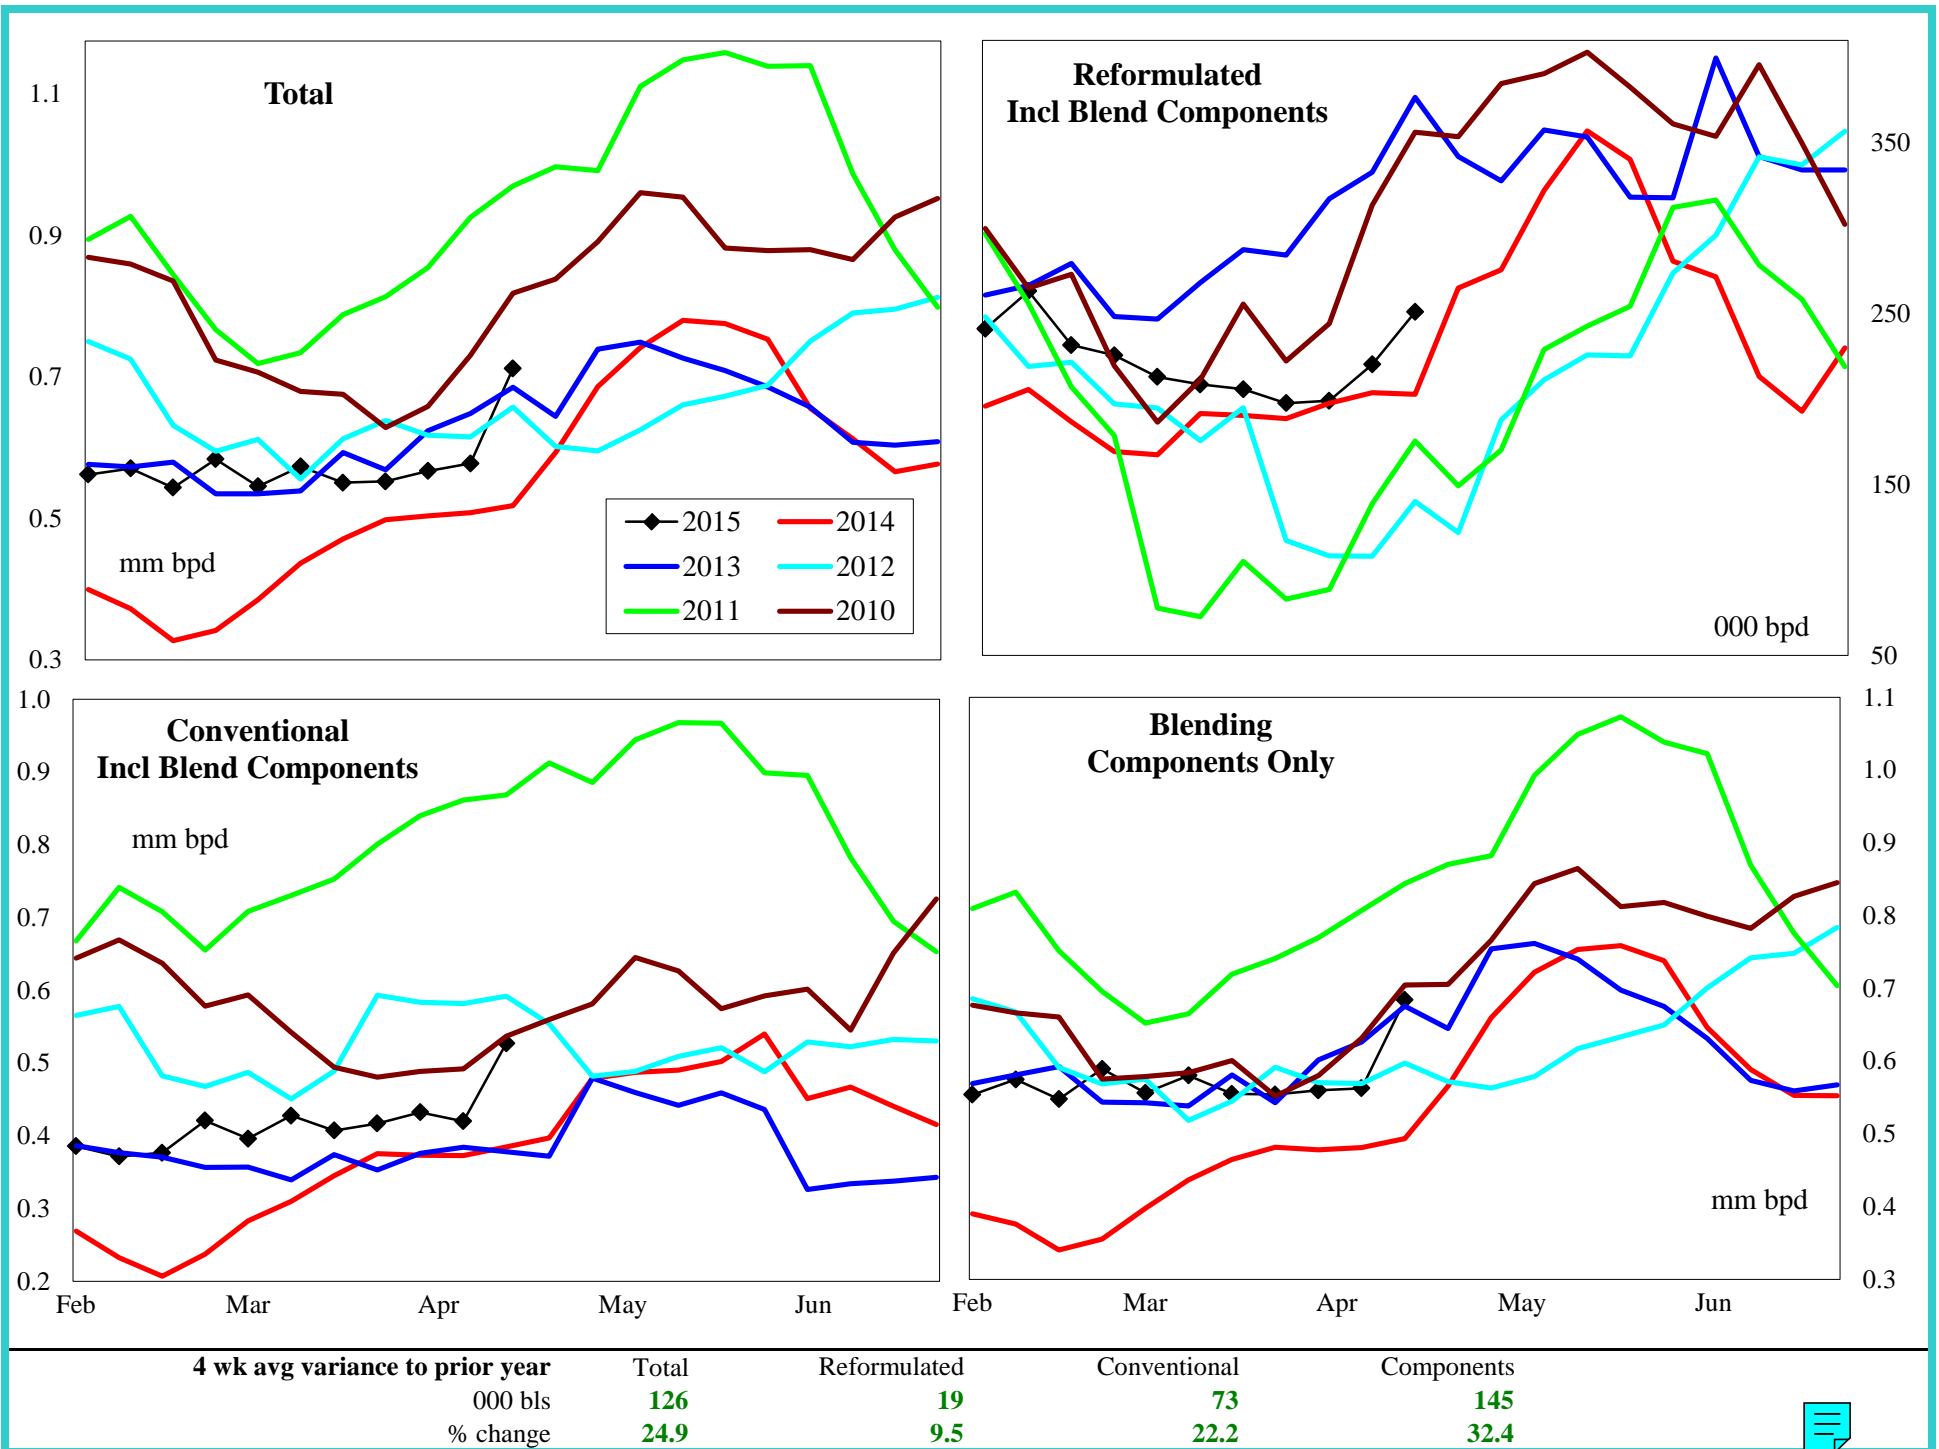 Total
1.1
0.9
0.7
0.5
0.3
mm bpd
2015 2014
2013 2012
2011 2010
Reformulated
Incl Blend Components
350
250
150
50
000 bpd
Conventional
Incl Blend Components
mm bpd
1.0
0.9
0.8
0.7
0.6
0.5
0.4
0.3
0.2
Feb Mar Apr May Jun
Blending
Components Only
1.1
1.0
0.9
0.8
0.7
0.6
0.5
0.4
0.3
mm bpd
Feb Mar Apr May Jun
4 wk avg variance to prior year Total Reformulated Conventional Components
000 bls 126 19 73 145
% change 24.9 9.5 22.2 32.4